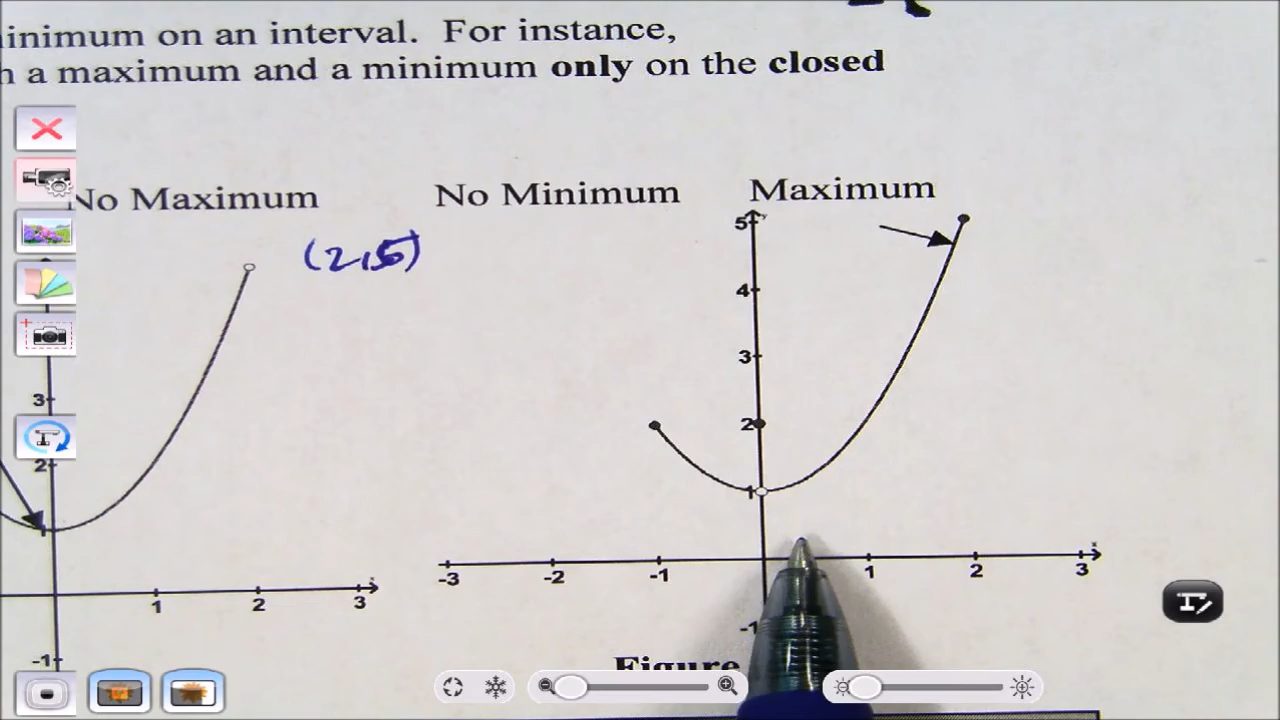 inimum on an interval. For instance,
a maximum and a minimum only on the closed
No Maximum
(2,5)
3
2
1
2
3
-1
No Minimum
Maximum
5
y
4
3
2
1
-3
-2
-1
1
2
3
x
-1
Figure